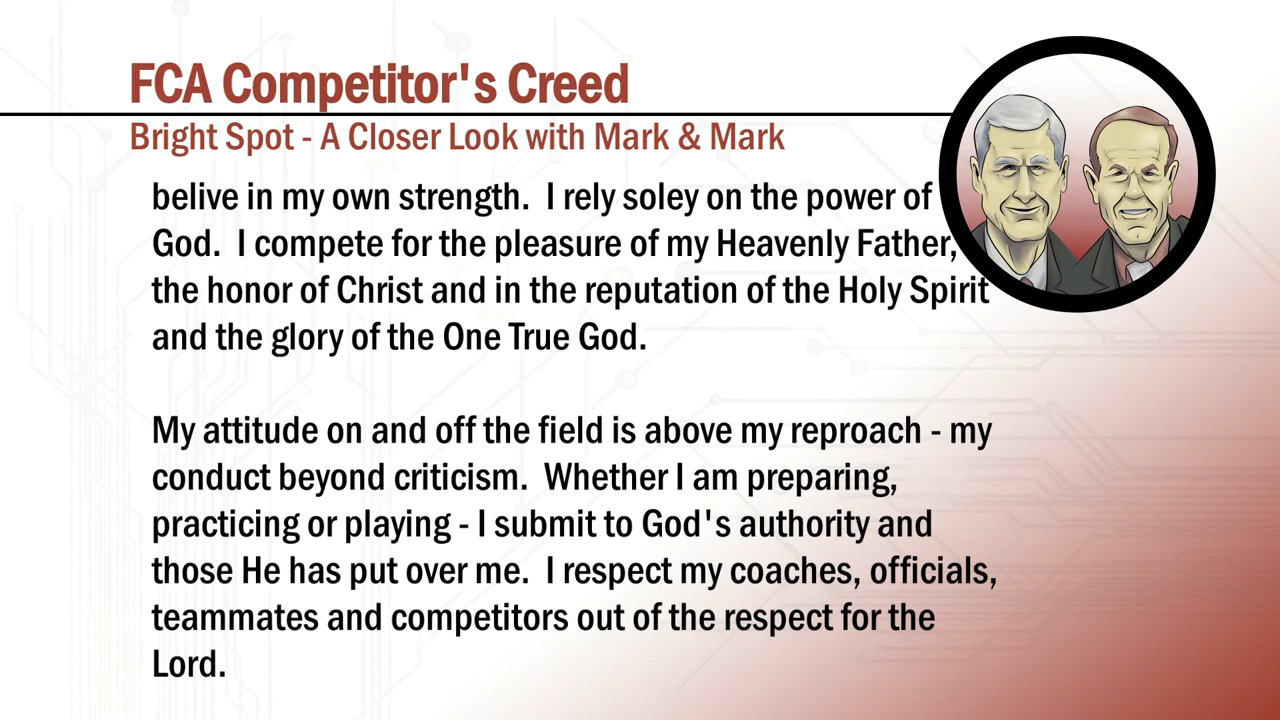 FCA Competitor's Creed
Bright Spot - A Closer Look with Mark & Mark
belive in my own strength.  I rely soley on the power of
God.  I compete for the pleasure of my Heavenly Father,
the honor of Christ and in the reputation of the Holy Spirit
and the glory of the One True God.
My attitude on and off the field is above my reproach - my
conduct beyond criticism.  Whether I am preparing,
practicing or playing - I submit to God's authority and
those He has put over me.  I respect my coaches, officials,
teammates and competitors out of the respect for the
Lord.